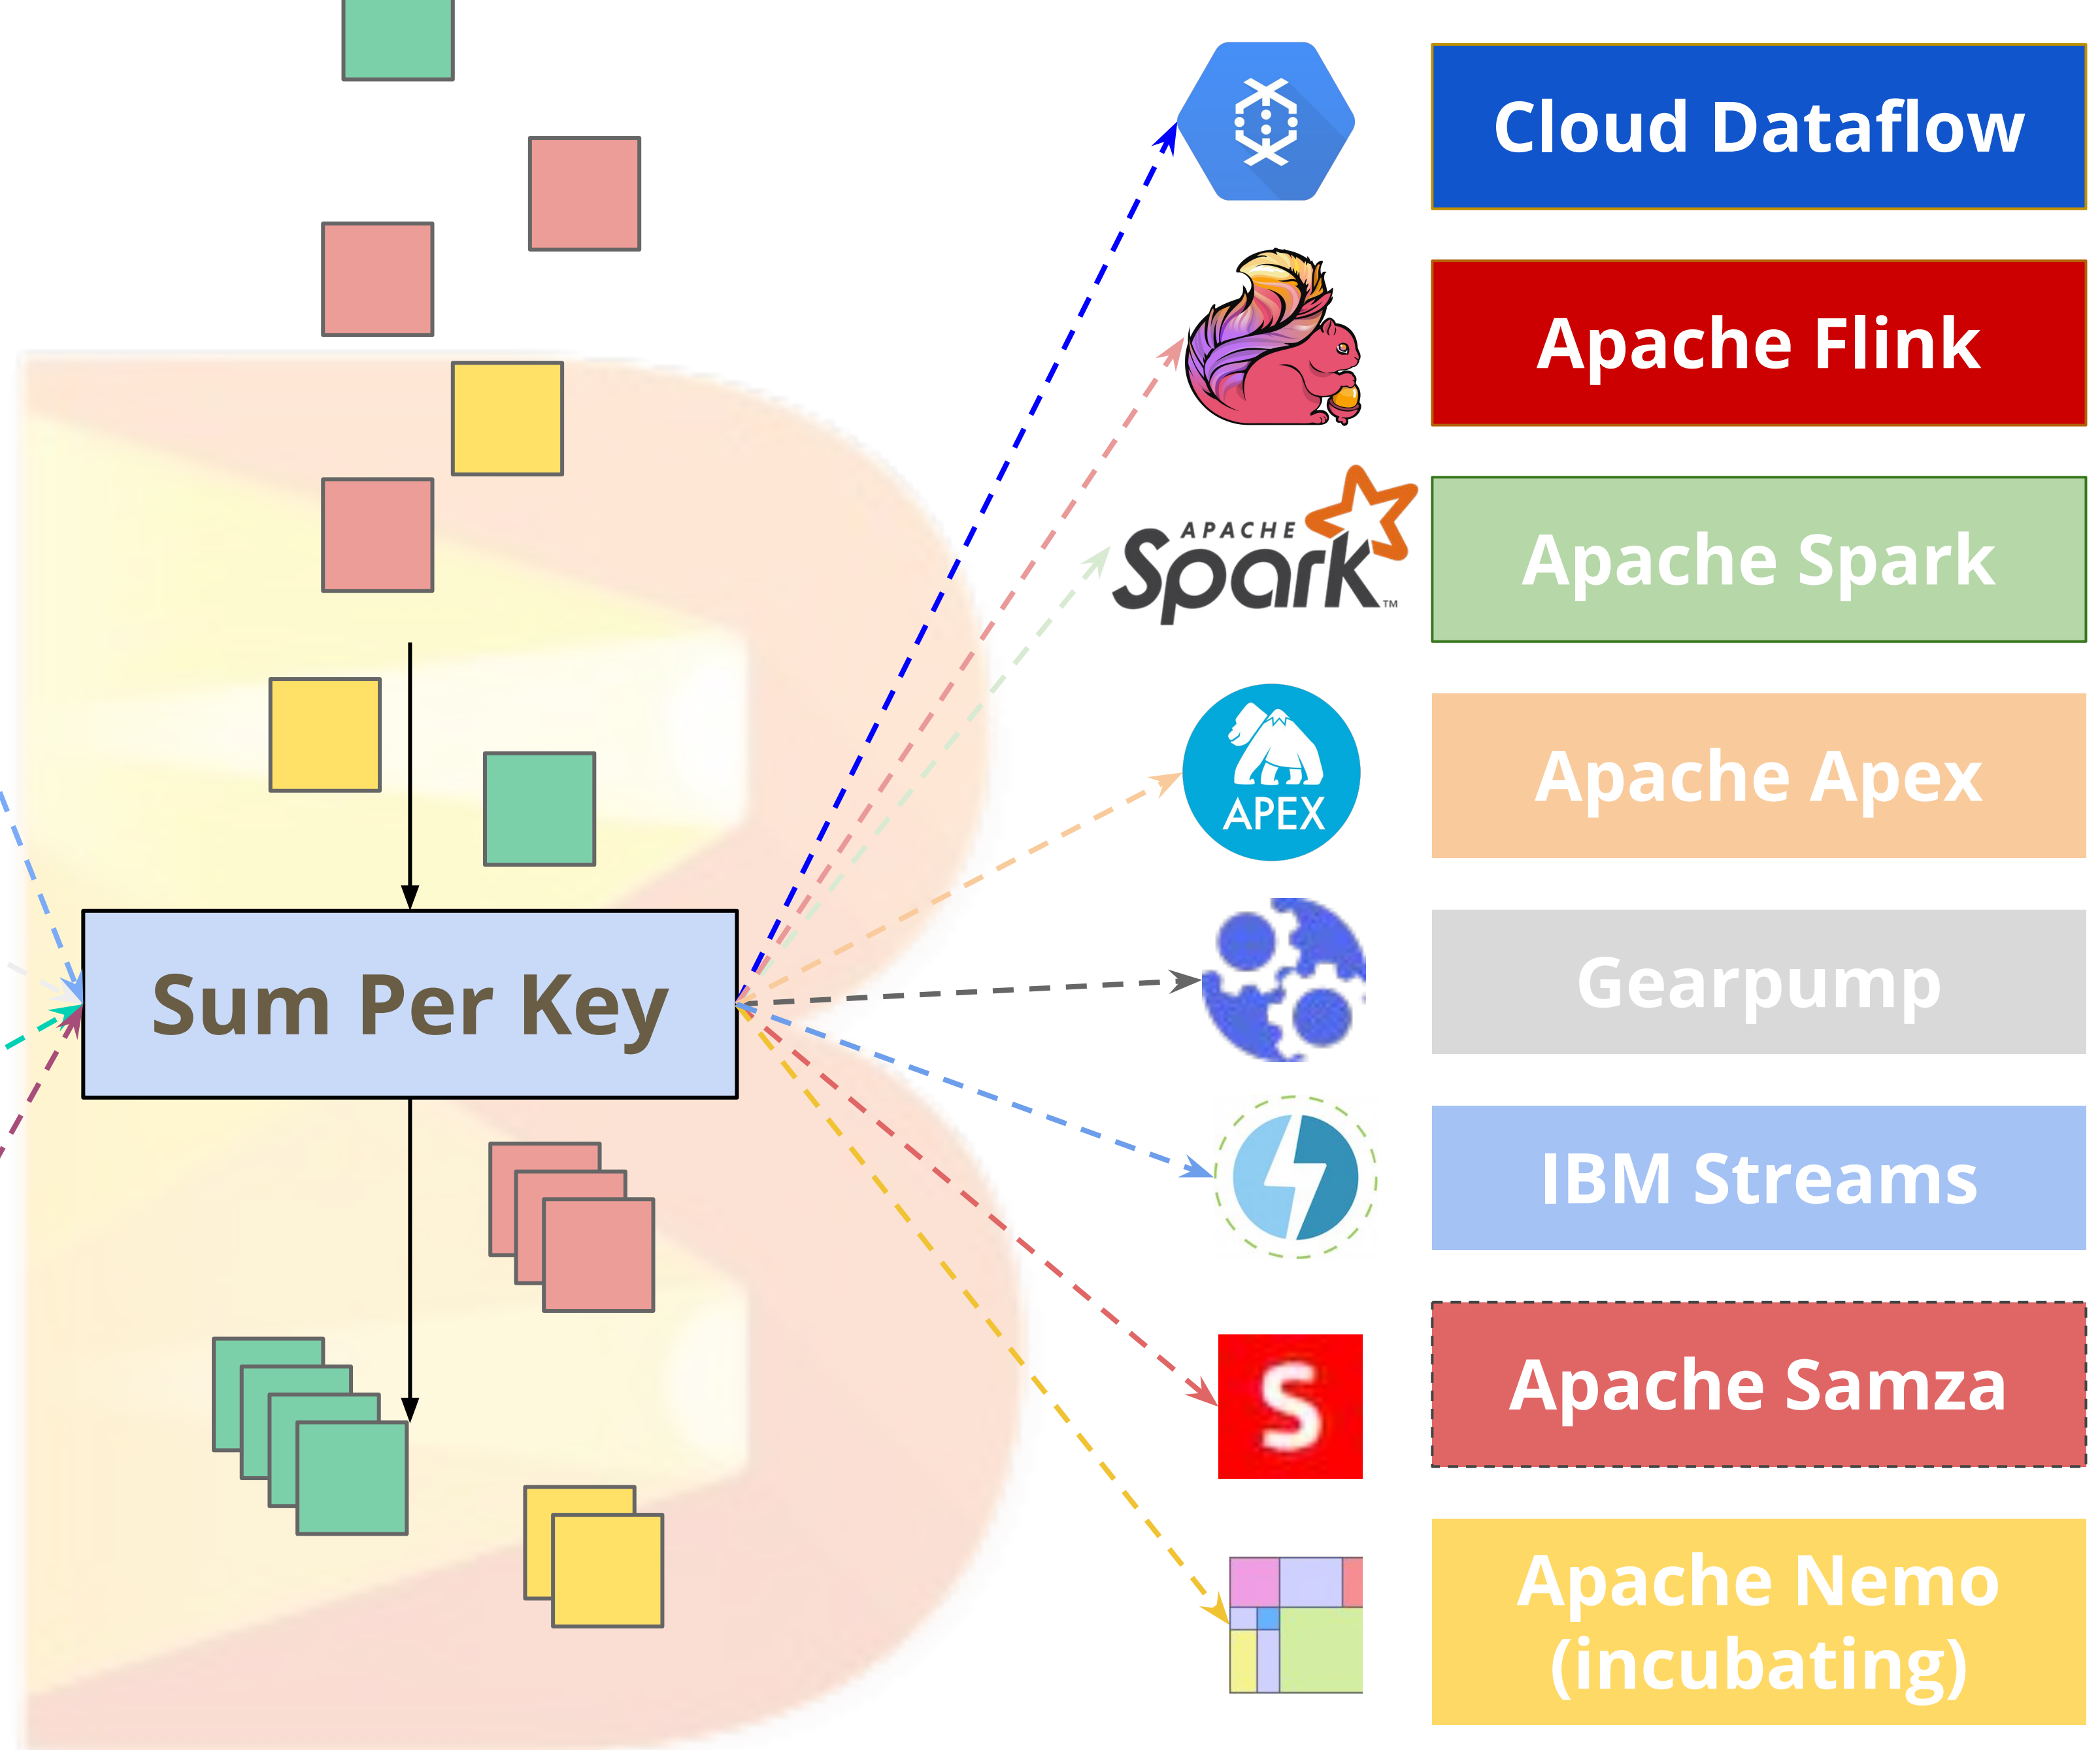 Cloud Dataflow
Apache Flink
APACHE
Spark™
Apache Spark
APEX
Apache Apex
Sum Per Key
Gearpump
IBM Streams
S
Apache Samza
Apache Nemo
(incubating)